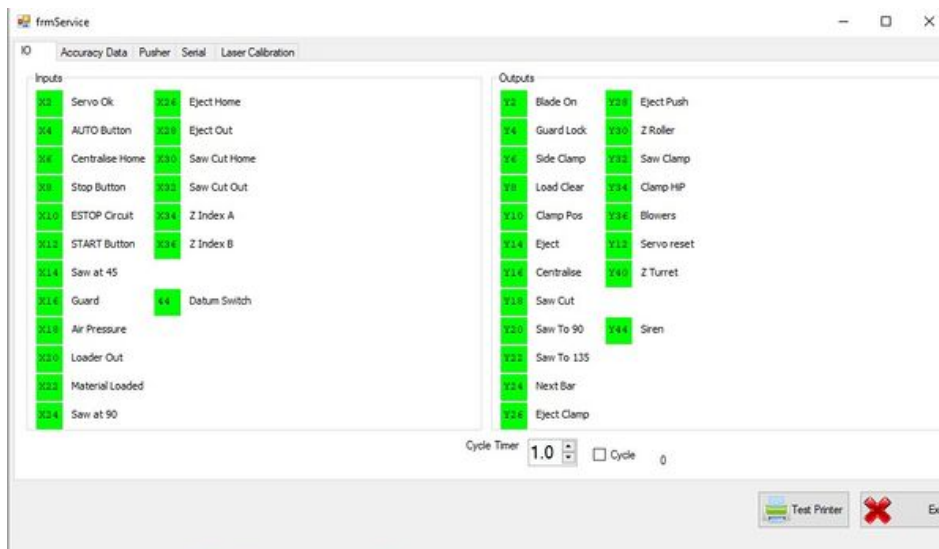 frmService
IO Accuracy Data Pusher Serial Laser Calibration
Inputs
X2 Servo Ok X26 Eject Home
X4 AUTO Button X28 Eject Out
X6 Centralise Home X30 Saw Cut Home
X8 Stop Button X32 Saw Cut Out
X10 ESTOP Circuit X34 Z Index A
X12 START Button X36 Z Index B
X14 Saw at 45
X16 Guard 44 Datum Switch
X18 Air Pressure
X20 Loader Out
X22 Material Loaded
X24 Saw at 90
Outputs
Y2 Blade On Y28 Eject Push
Y4 Guard Lock Y30 Z Roller
Y6 Side Clamp Y32 Saw Clamp
Y8 Load Clear Y34 Clamp HP
Y10 Clamp Pos Y36 Blowers
Y14 Eject Y12 Servo reset
Y16 Centralise Y40 Z Turret
Y18 Saw Cut
Y20 Saw To 90 Y44 Siren
Y22 Saw To 135
Y24 Next Bar
Y26 Eject Clamp
Cycle Timer 1.0 Cycle 0
Test Printer Ex